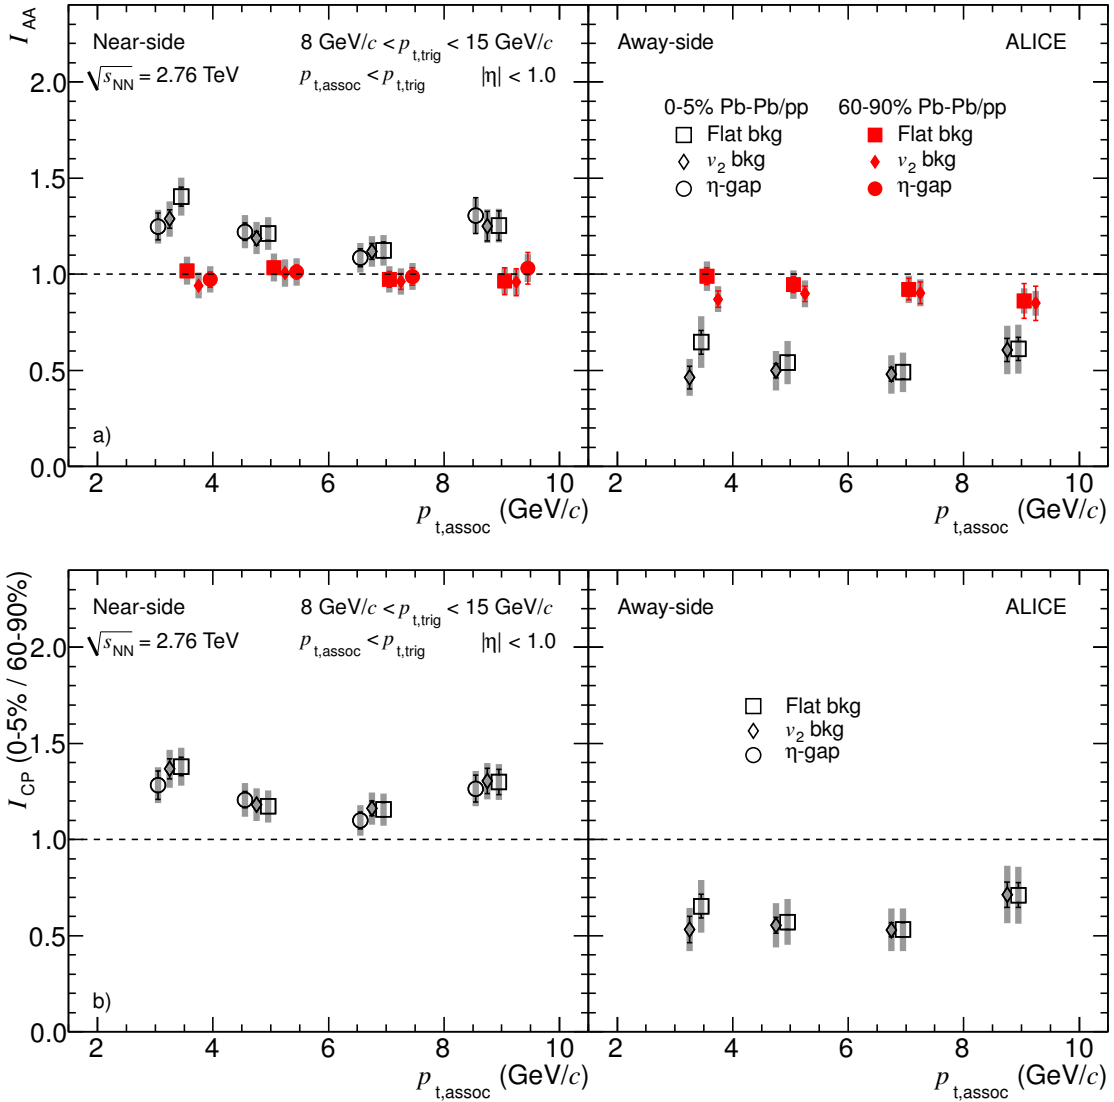 I_AA
Near-side
8 GeV/c < p_t,trig < 15 GeV/c
√s_NN = 2.76 TeV
p_t,assoc < p_t,trig
|η| < 1.0
Away-side
ALICE
0-5% Pb-Pb/pp
60-90% Pb-Pb/pp
Flat bkg
Flat bkg
v_2 bkg
v_2 bkg
η-gap
η-gap
2.0
1.5
1.0
0.5
0.0
a)
2 4 6 8 10
2 4 6 8 10
p_t,assoc (GeV/c)
p_t,assoc (GeV/c)
I_CP (0-5% / 60-90%)
Near-side
8 GeV/c < p_t,trig < 15 GeV/c
√s_NN = 2.76 TeV
p_t,assoc < p_t,trig
|η| < 1.0
Away-side
ALICE
Flat bkg
v_2 bkg
η-gap
2.0
1.5
1.0
0.5
0.0
b)
2 4 6 8 10
2 4 6 8 10
p_t,assoc (GeV/c)
p_t,assoc (GeV/c)